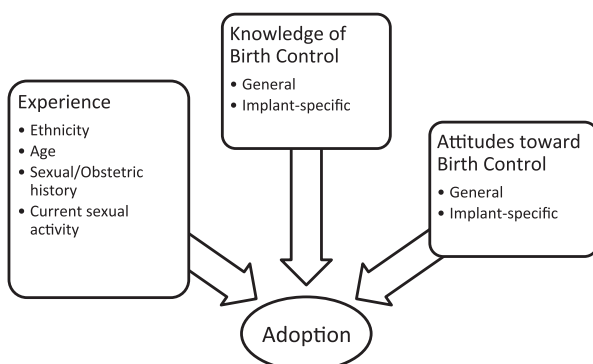 Knowledge of
Birth Control
• General
• Implant-specific
Experience
• Ethnicity
• Age
• Sexual/Obstetric
history
• Current sexual
activity
Attitudes toward
Birth Control
• General
• Implant-specific
Adoption